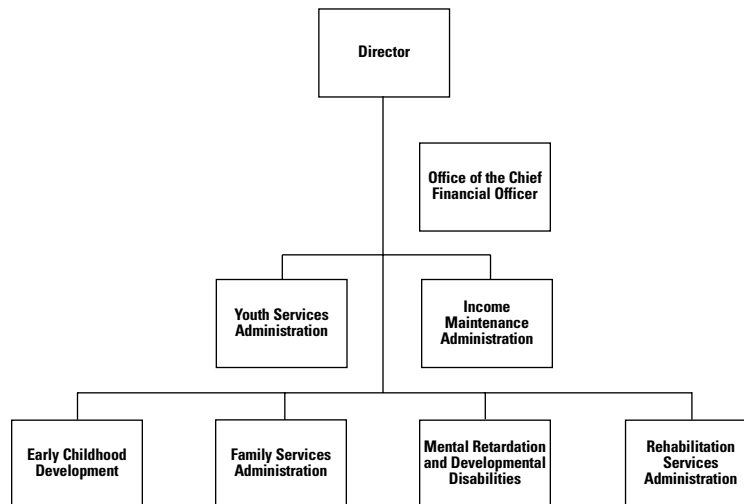 Director
Office of the Chief
Financial Officer
Youth Services
Administration
Income
Maintenance
Administration
Early Childhood
Development
Family Services
Administration
Mental Retardation
and Developmental
Disabilities
Rehabilitation
Services
Administration